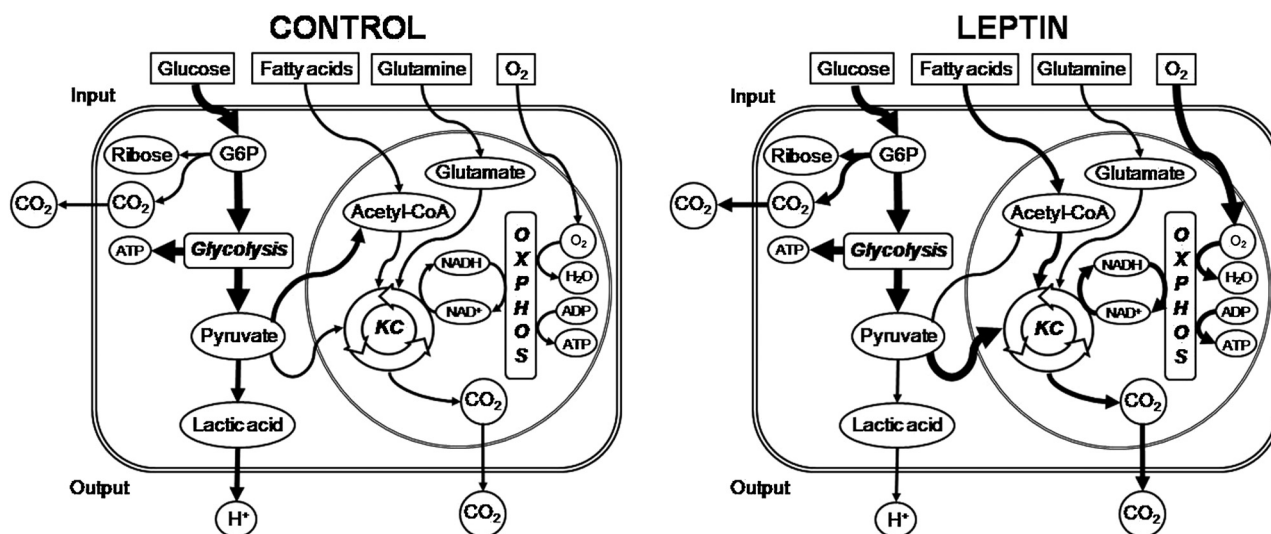 CONTROL
Glucose
Fatty acids
Glutamine
O₂
Input
Ribose
G6P
Glutamate
CO₂
CO₂
Acetyl-CoA
ATP
Glycolysis
OXPHOS
O₂
NADH
H₂O
NAD⁺
ADP
Pyruvate
KC
ATP
CO₂
Lactic acid
Output
H⁺
CO₂
LEPTIN
Glucose
Fatty acids
Glutamine
O₂
Input
Ribose
G6P
Glutamate
CO₂
CO₂
Acetyl-CoA
ATP
Glycolysis
OXPHOS
O₂
NADH
H₂O
NAD⁺
ADP
Pyruvate
KC
ATP
CO₂
Lactic acid
Output
H⁺
CO₂